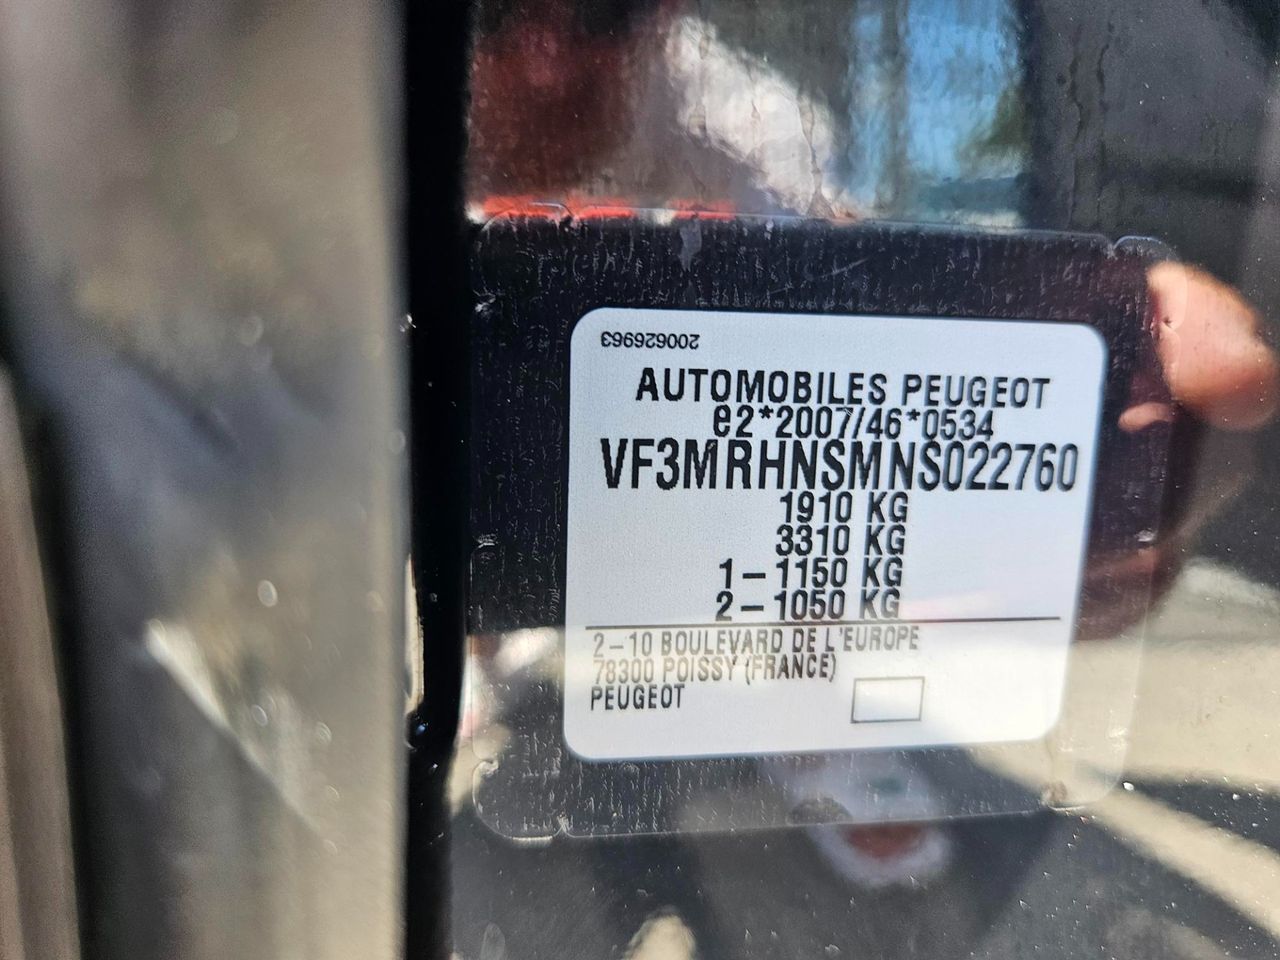 200626963
AUTOMOBILES PEUGEOT
e2*2007/46*0534
VF3MRHNSMNS022760
1910 KG
3310 KG
1-1150 KG
2-1050 KG
2-10 BOULEVARD DE L'EUROPE
78300 POISSY (FRANCE)
PEUGEOT